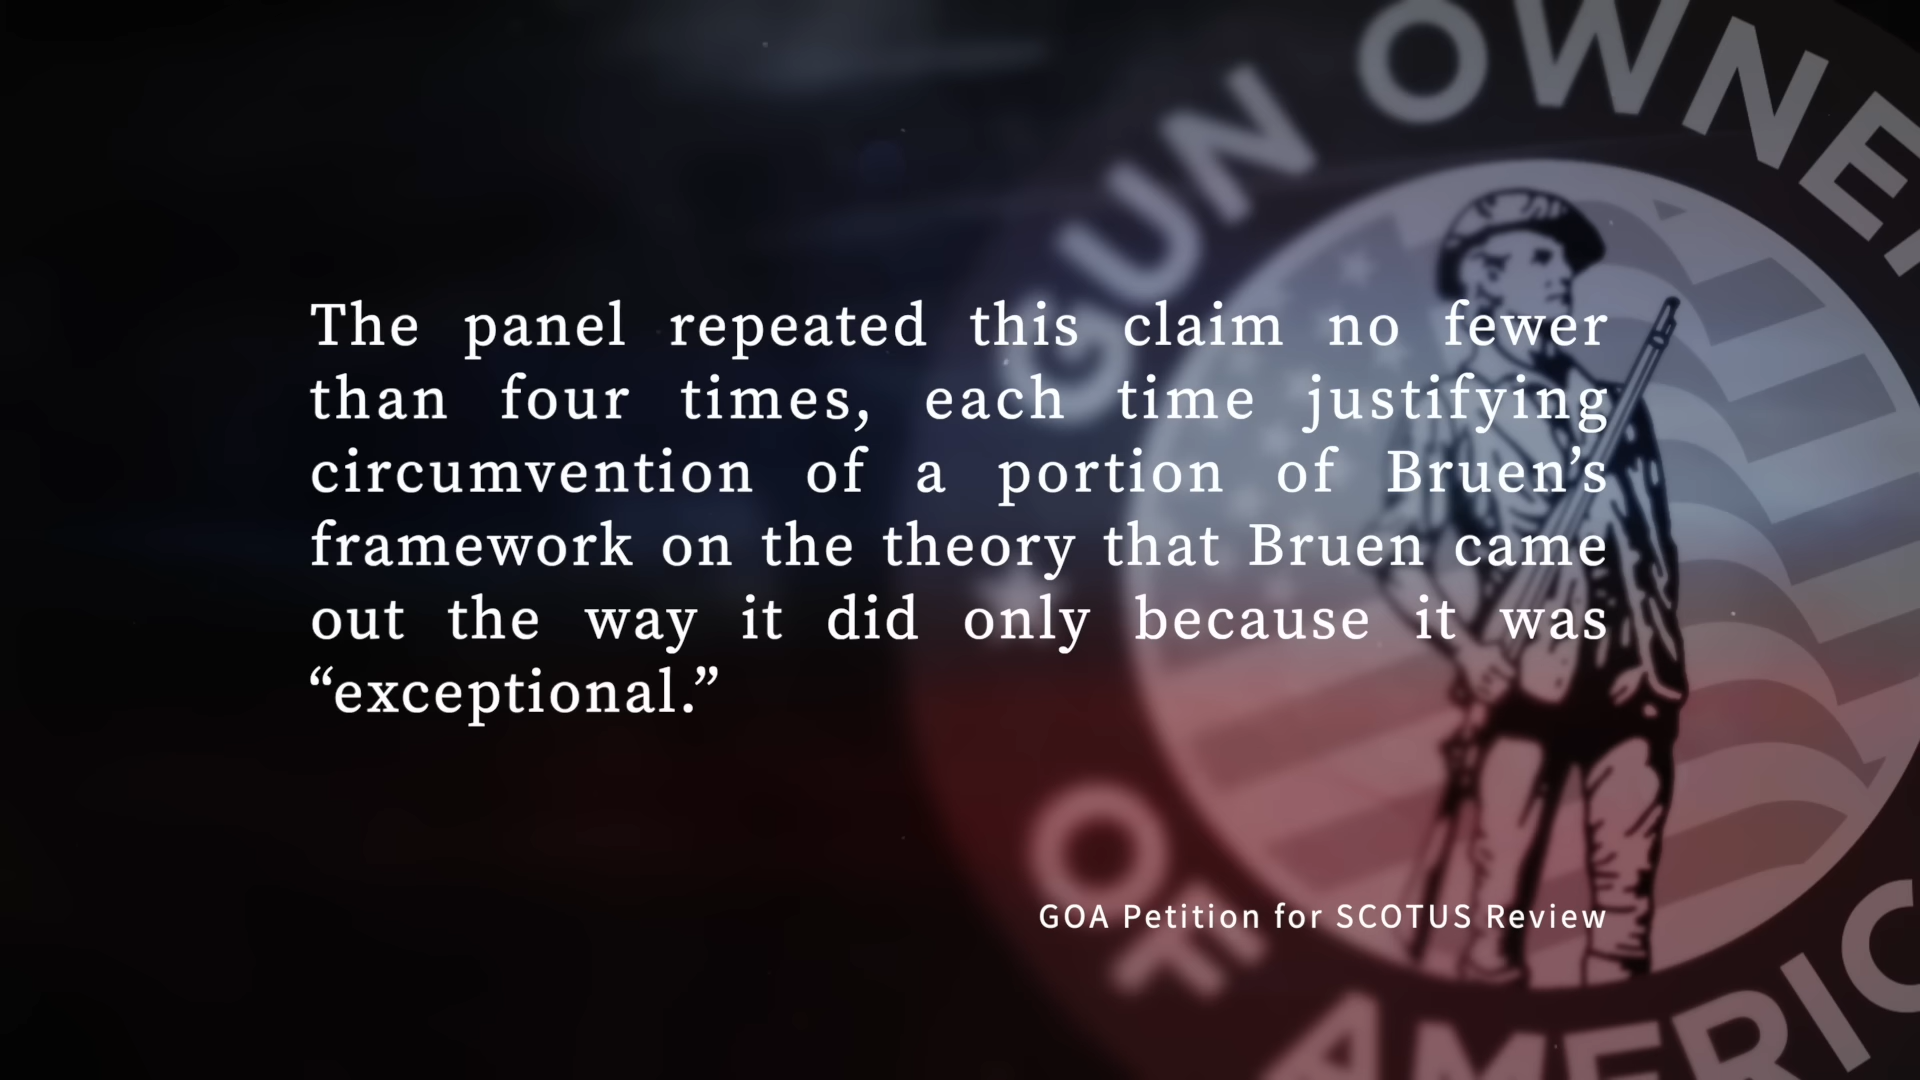 GUN OWNE
The panel repeated this claim no fewer
than four times, each time justifying
circumvention of a portion of Bruen’s
framework on the theory that Bruen came
out the way it did only because it was
“exceptional.”
GOA Petition for SCOTUS Review
OF AMERIC